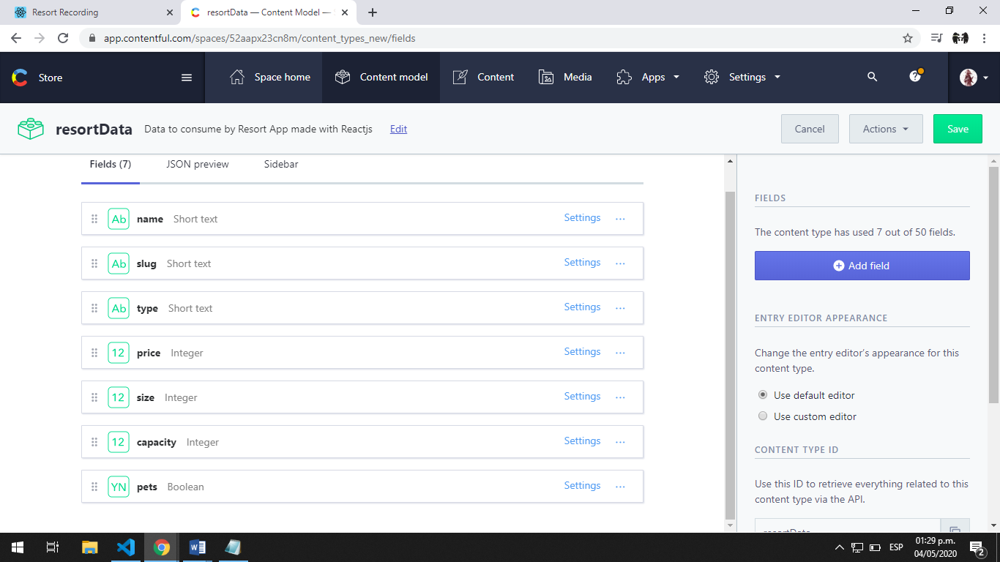 Resort Recording
resortData — Content Model —
app.contentful.com/spaces/52aapx23cn8m/content_types_new/fields
Store
Space home
Content model
Content
Media
Apps
Settings
resortData
Data to consume by Resort App made with Reactjs
Edit
Cancel
Actions
Save
Fields (7)
JSON preview
Sidebar
Ab name Short text Settings ...
Ab slug Short text Settings ...
Ab type Short text Settings ...
12 price Integer Settings ...
12 size Integer Settings ...
12 capacity Integer Settings ...
YN pets Boolean Settings ...
FIELDS
The content type has used 7 out of 50 fields.
Add field
ENTRY EDITOR APPEARANCE
Change the entry editor's appearance for this
content type.
Use default editor
Use custom editor
CONTENT TYPE ID
Use this ID to retrieve everything related to this
content type via the API.
resortData
ESP
01:29 p.m.
04/05/2020
2